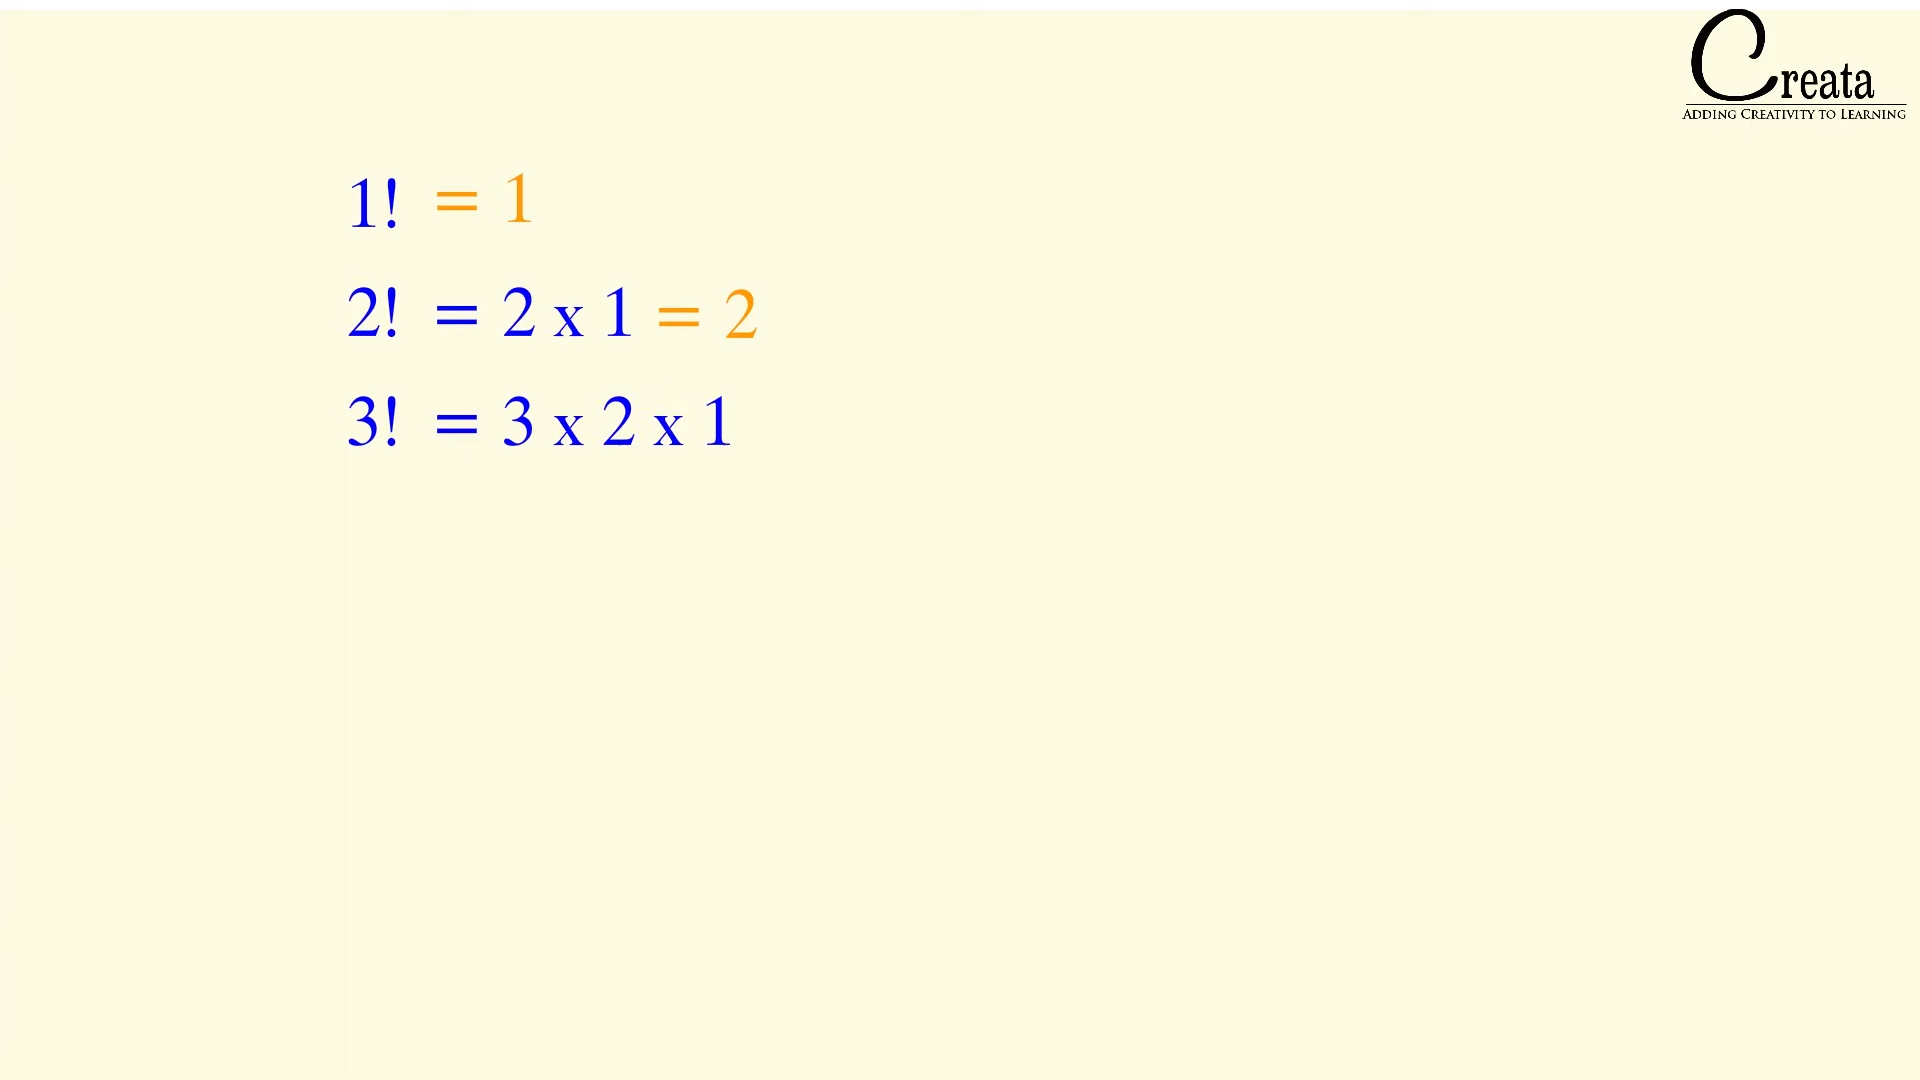 Creata
ADDING CREATIVITY TO LEARNING
1! = 1
2! = 2 x 1 = 2
3! = 3 x 2 x 1